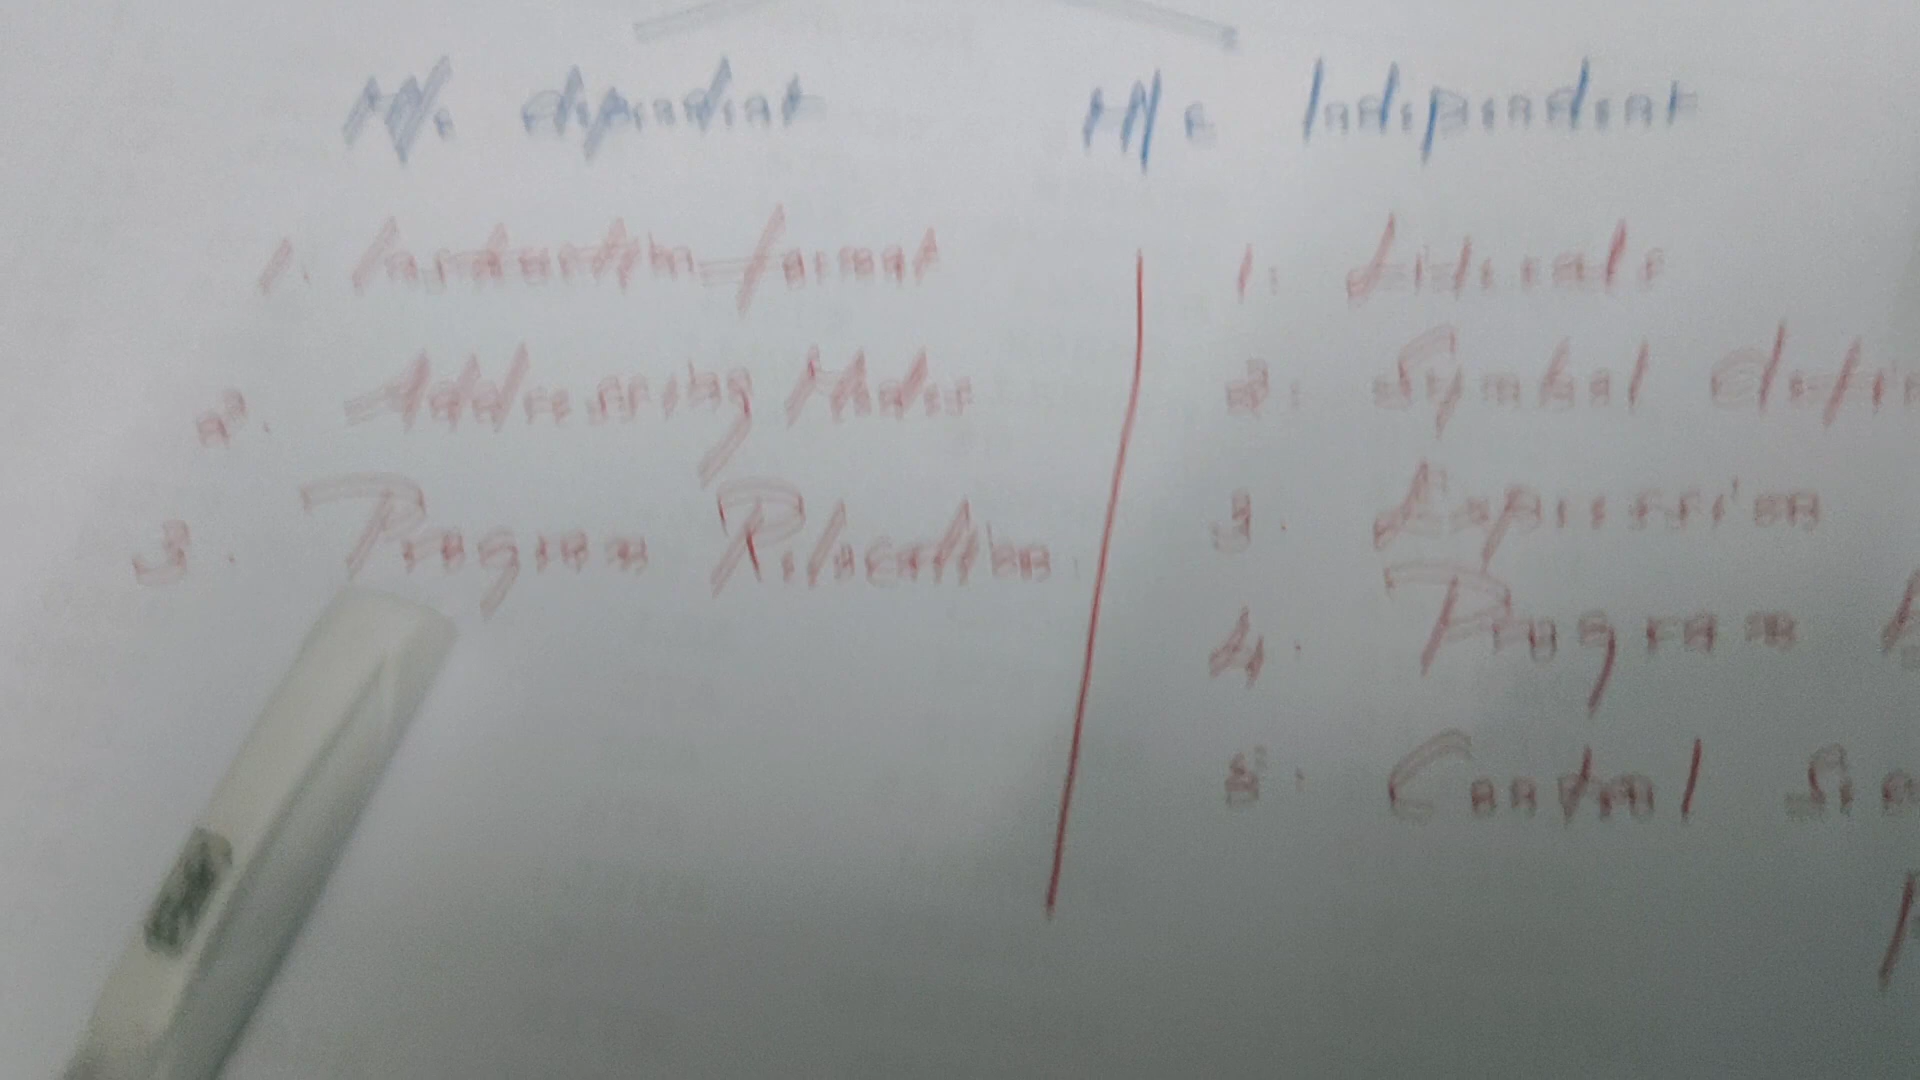 M/c dependent
M/c Independent
1. Instruction format
2. Addressing Modes
3. Program Relocation
1. Literals
2. Symbol
3. Expression
4. Program
5. Control